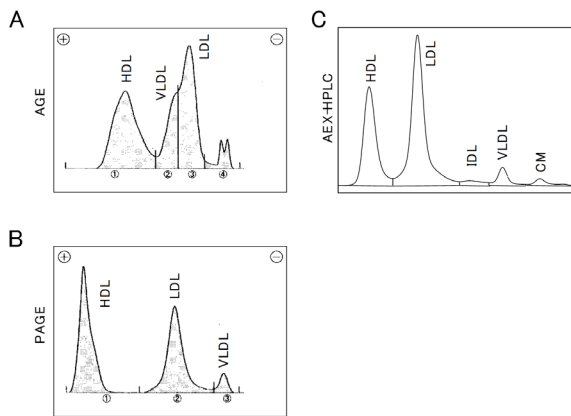 A
⊕ ⊖
HDL
VLDL
LDL
AGE
① ② ③ ④
B
⊕ ⊖
HDL
LDL
VLDL
PAGE
① ② ③
C
HDL
LDL
IDL
VLDL
CM
AEX-HPLC